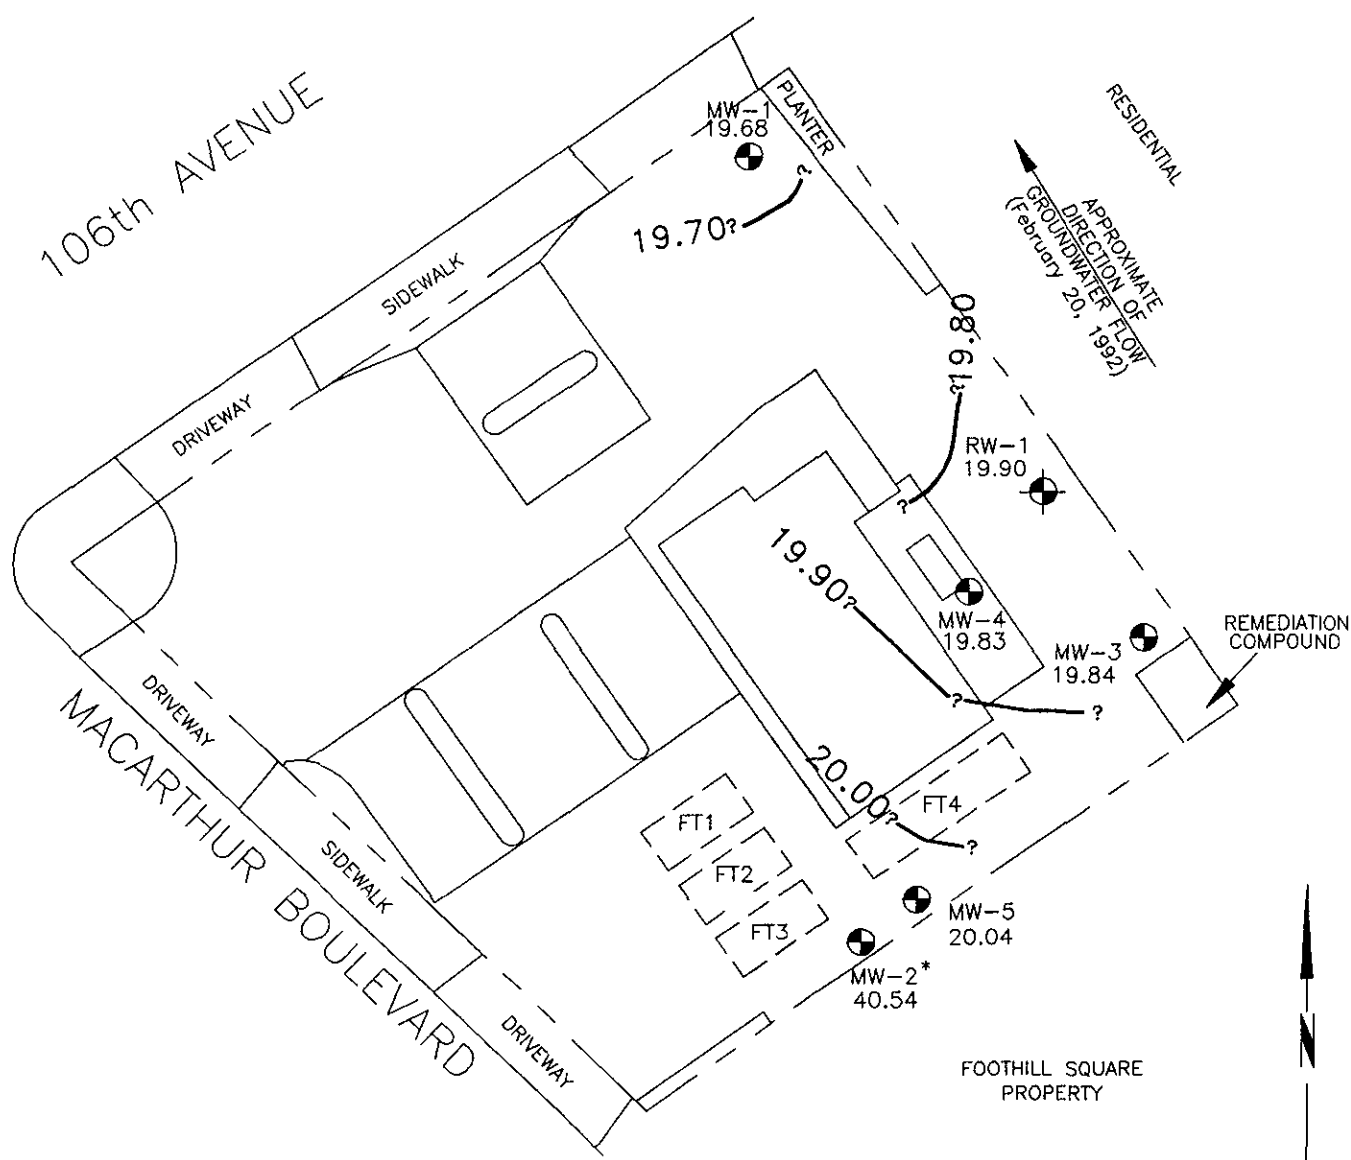 106th AVENUE
MW-1
19.68
PLANTER
RESIDENTIAL
?
19.70?
APPROXIMATE
DIRECTION OF
GROUNDWATER FLOW
(February 20, 1992)
SIDEWALK
19.80
?
DRIVEWAY
RW-1
19.90
?
19.90?
MW-4
19.83
MW-3
19.84
REMEDIATION
COMPOUND
DRIVEWAY
?
?
MACARTHUR BOULEVARD
20.00?
FT4
?
FT1
FT2
FT3
SIDEWALK
MW-5
20.04
MW-2*
40.54
DRIVEWAY
FOOTHILL SQUARE
PROPERTY
N